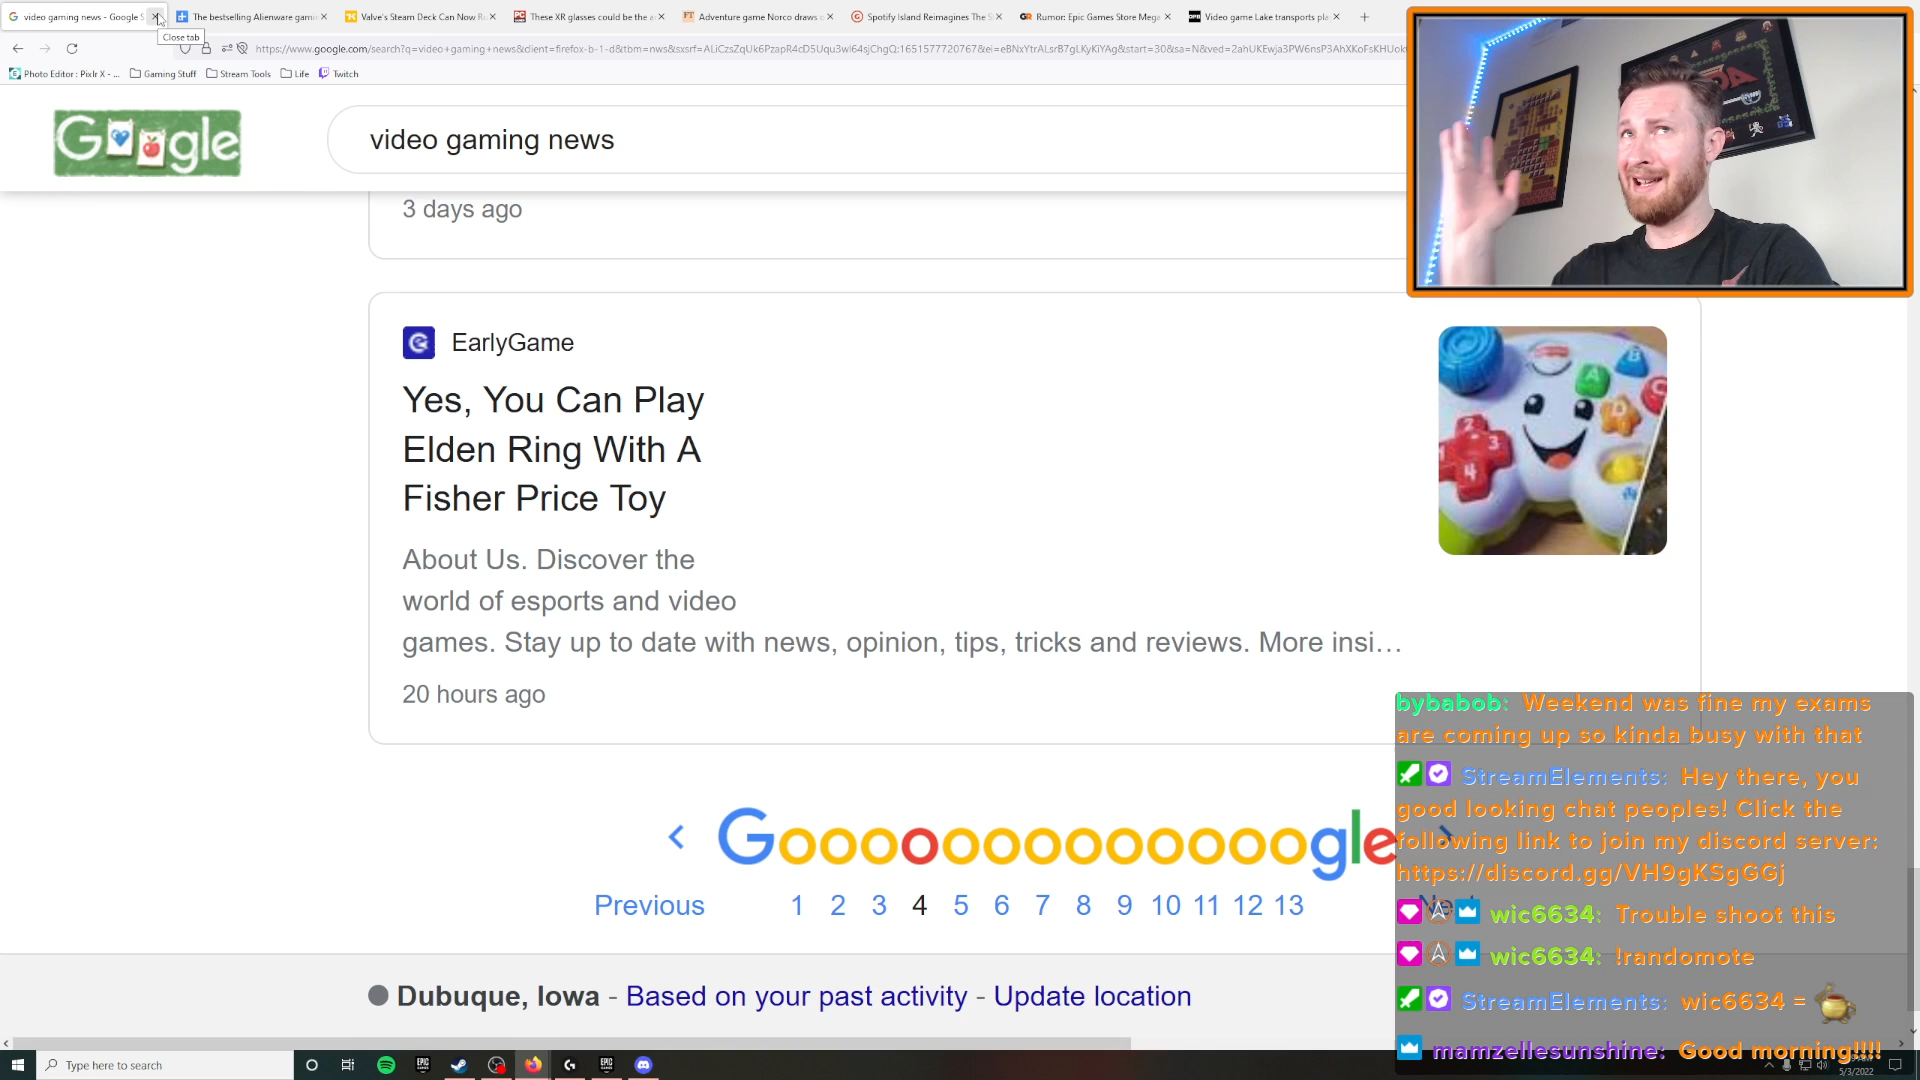 video gaming news - Google S
The bestselling Alienware gami
Valve's Steam Deck Can Now R
These XR glasses could be the
Adventure game Norco draws o
Spotify Island Reimagines The S
Rumor: Epic Games Store Mega
Video game Lake transports pl
Close tab
Photo Editor : Pixlr X - ...
Gaming Stuff
Stream Tools
Life
Twitch
Google
video gaming news
3 days ago
EarlyGame
Yes, You Can Play
Elden Ring With A
Fisher Price Toy
About Us. Discover the
world of esports and video
games. Stay up to date with news, opinion, tips, tricks and reviews. More insi…
20 hours ago
Goooooooooooooogle
Previous 1 2 3 4 5 6 7 8 9 10 11 12 13
Dubuque, Iowa - Based on your past activity - Update location
bybabob: Weekend was fine my exams
are coming up so kinda busy with that
StreamElements: Hey there, you
good looking chat peoples! Click the
following link to join my discord server:
https://discord.gg/VH9gKSgGGj
wic6634: Trouble shoot this
wic6634: !randomote
StreamElements: wic6634 =
mamzellesunshine: Good morning!!!!
Type here to search
5/3/2022